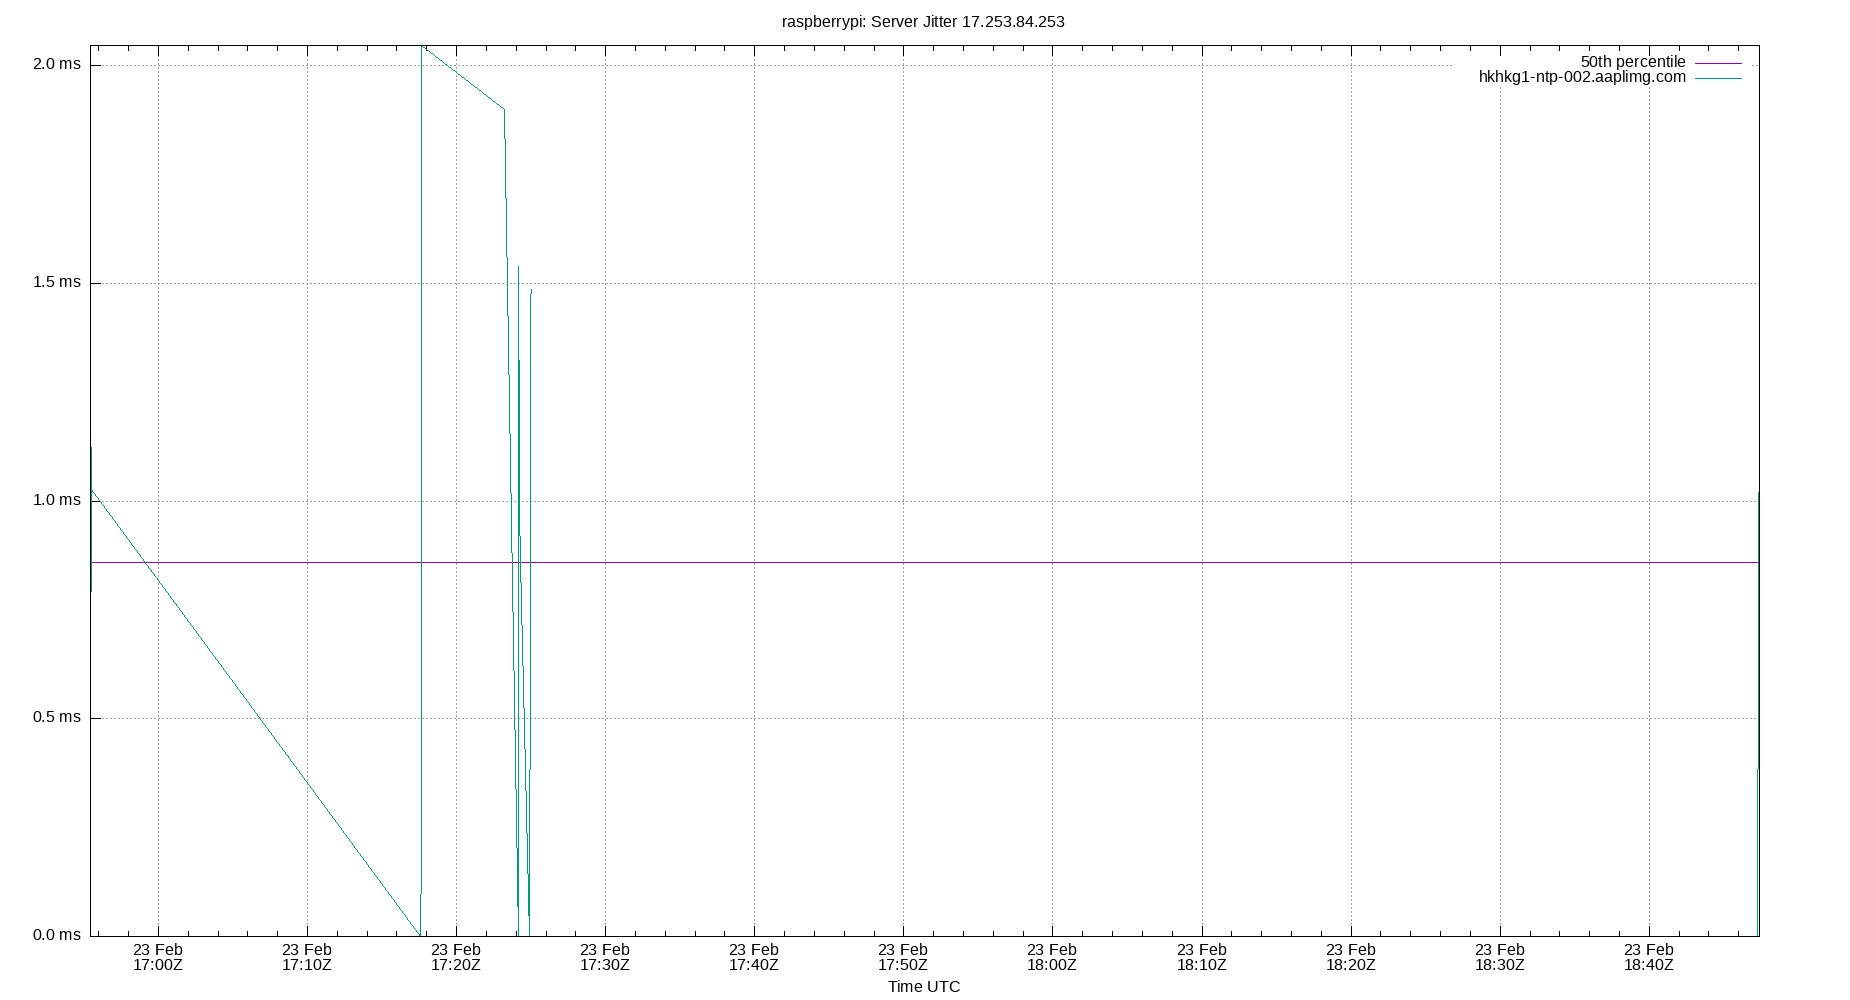 raspberrypi: Server Jitter 17.253.84.253
50th percentile
hkhkg1-ntp-002.aaplimg.com
2.0 ms
1.5 ms
1.0 ms
0.5 ms
0.0 ms
23 Feb 23 Feb 23 Feb 23 Feb 23 Feb 23 Feb 23 Feb 23 Feb 23 Feb 23 Feb 23 Feb
17:00Z 17:10Z 17:20Z 17:30Z 17:40Z 17:50Z 18:00Z 18:10Z 18:20Z 18:30Z 18:40Z
Time UTC